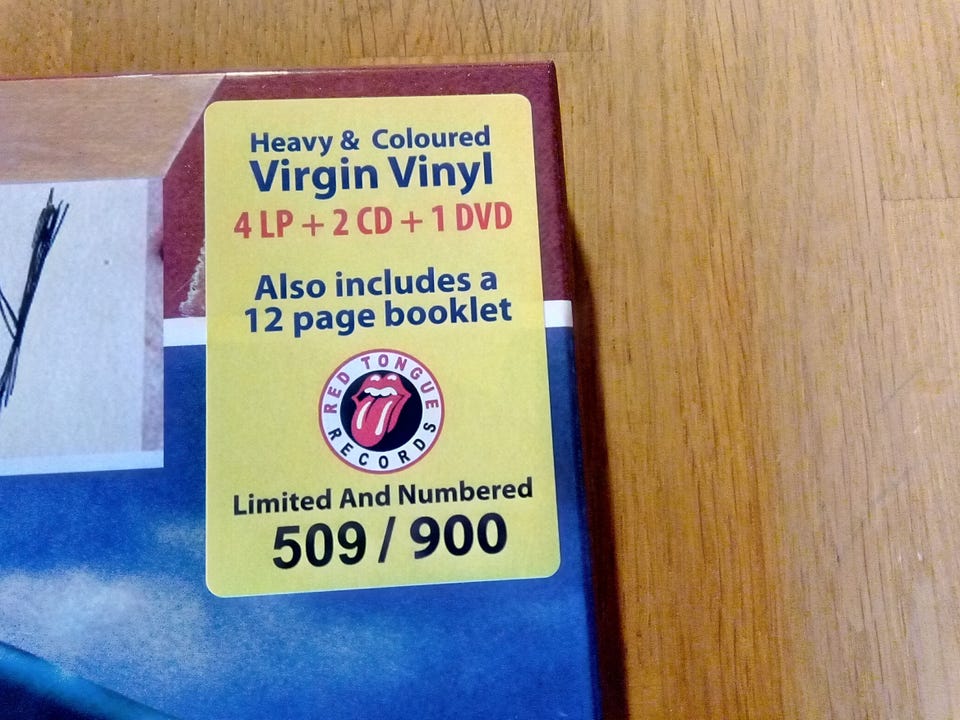 Heavy & Coloured
Virgin Vinyl
4 LP + 2 CD + 1 DVD
Also includes a
12 page booklet
RED TONGUE
RECORDS
Limited And Numbered
509 / 900